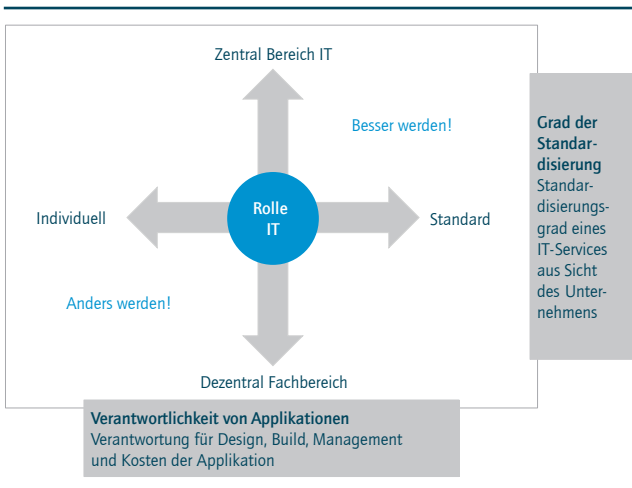 Zentral Bereich IT
Besser werden!
Individuell
Rolle
IT
Standard
Anders werden!
Dezentral Fachbereich
Grad der
Standar-
disierung
Standar-
disierungs-
grad eines
IT-Services
aus Sicht
des Unter-
nehmens
Verantwortlichkeit von Applikationen
Verantwortung für Design, Build, Management
und Kosten der Applikation